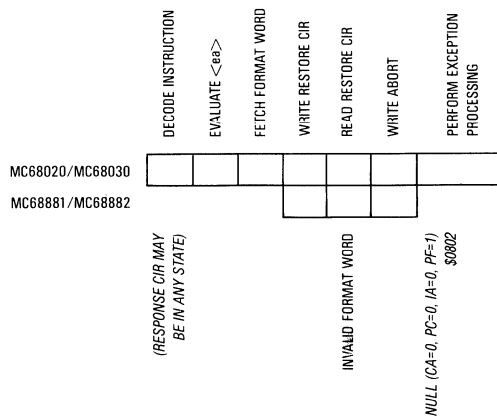 DECODE INSTRUCTION
EVALUATE <ea>
FETCH FORMAT WORD
WRITE RESTORE CIR
READ RESTORE CIR
WRITE ABORT
PERFORM EXCEPTION
PROCESSING
MC68020/MC68030
MC68881/MC68882
(RESPONSE CIR MAY
BE IN ANY STATE)
INVALID FORMAT WORD
NULL (CA=0, PC=0, IA=0, PF=1)
$0802